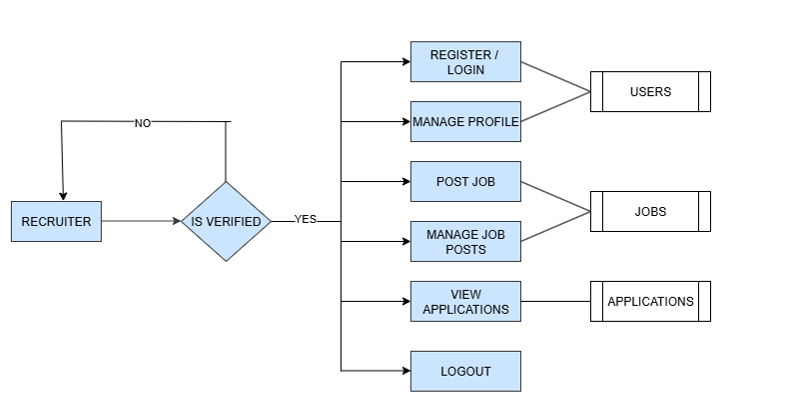 REGISTER /
LOGIN
USERS
MANAGE PROFILE
NO
POST JOB
RECRUITER
IS VERIFIED
YES
JOBS
MANAGE JOB
POSTS
VIEW
APPLICATIONS
APPLICATIONS
LOGOUT